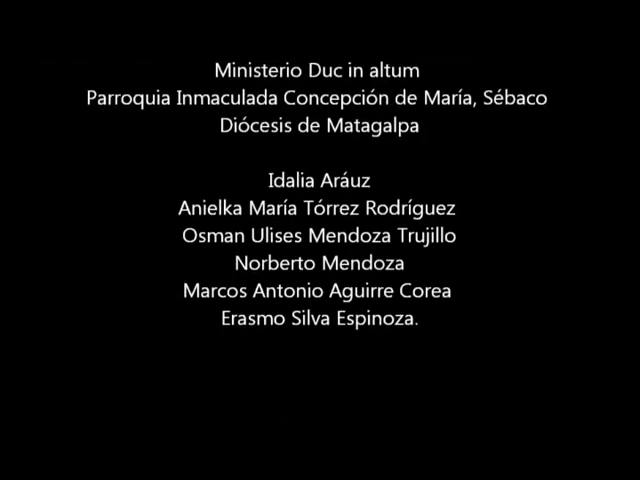 Ministerio Duc in altum
Parroquia Inmaculada Concepción de María, Sébaco
Diócesis de Matagalpa
Idalia Aráuz
Anielka María Tórrez Rodríguez
Osman Ulises Mendoza Trujillo
Norberto Mendoza
Marcos Antonio Aguirre Corea
Erasmo Silva Espinoza.